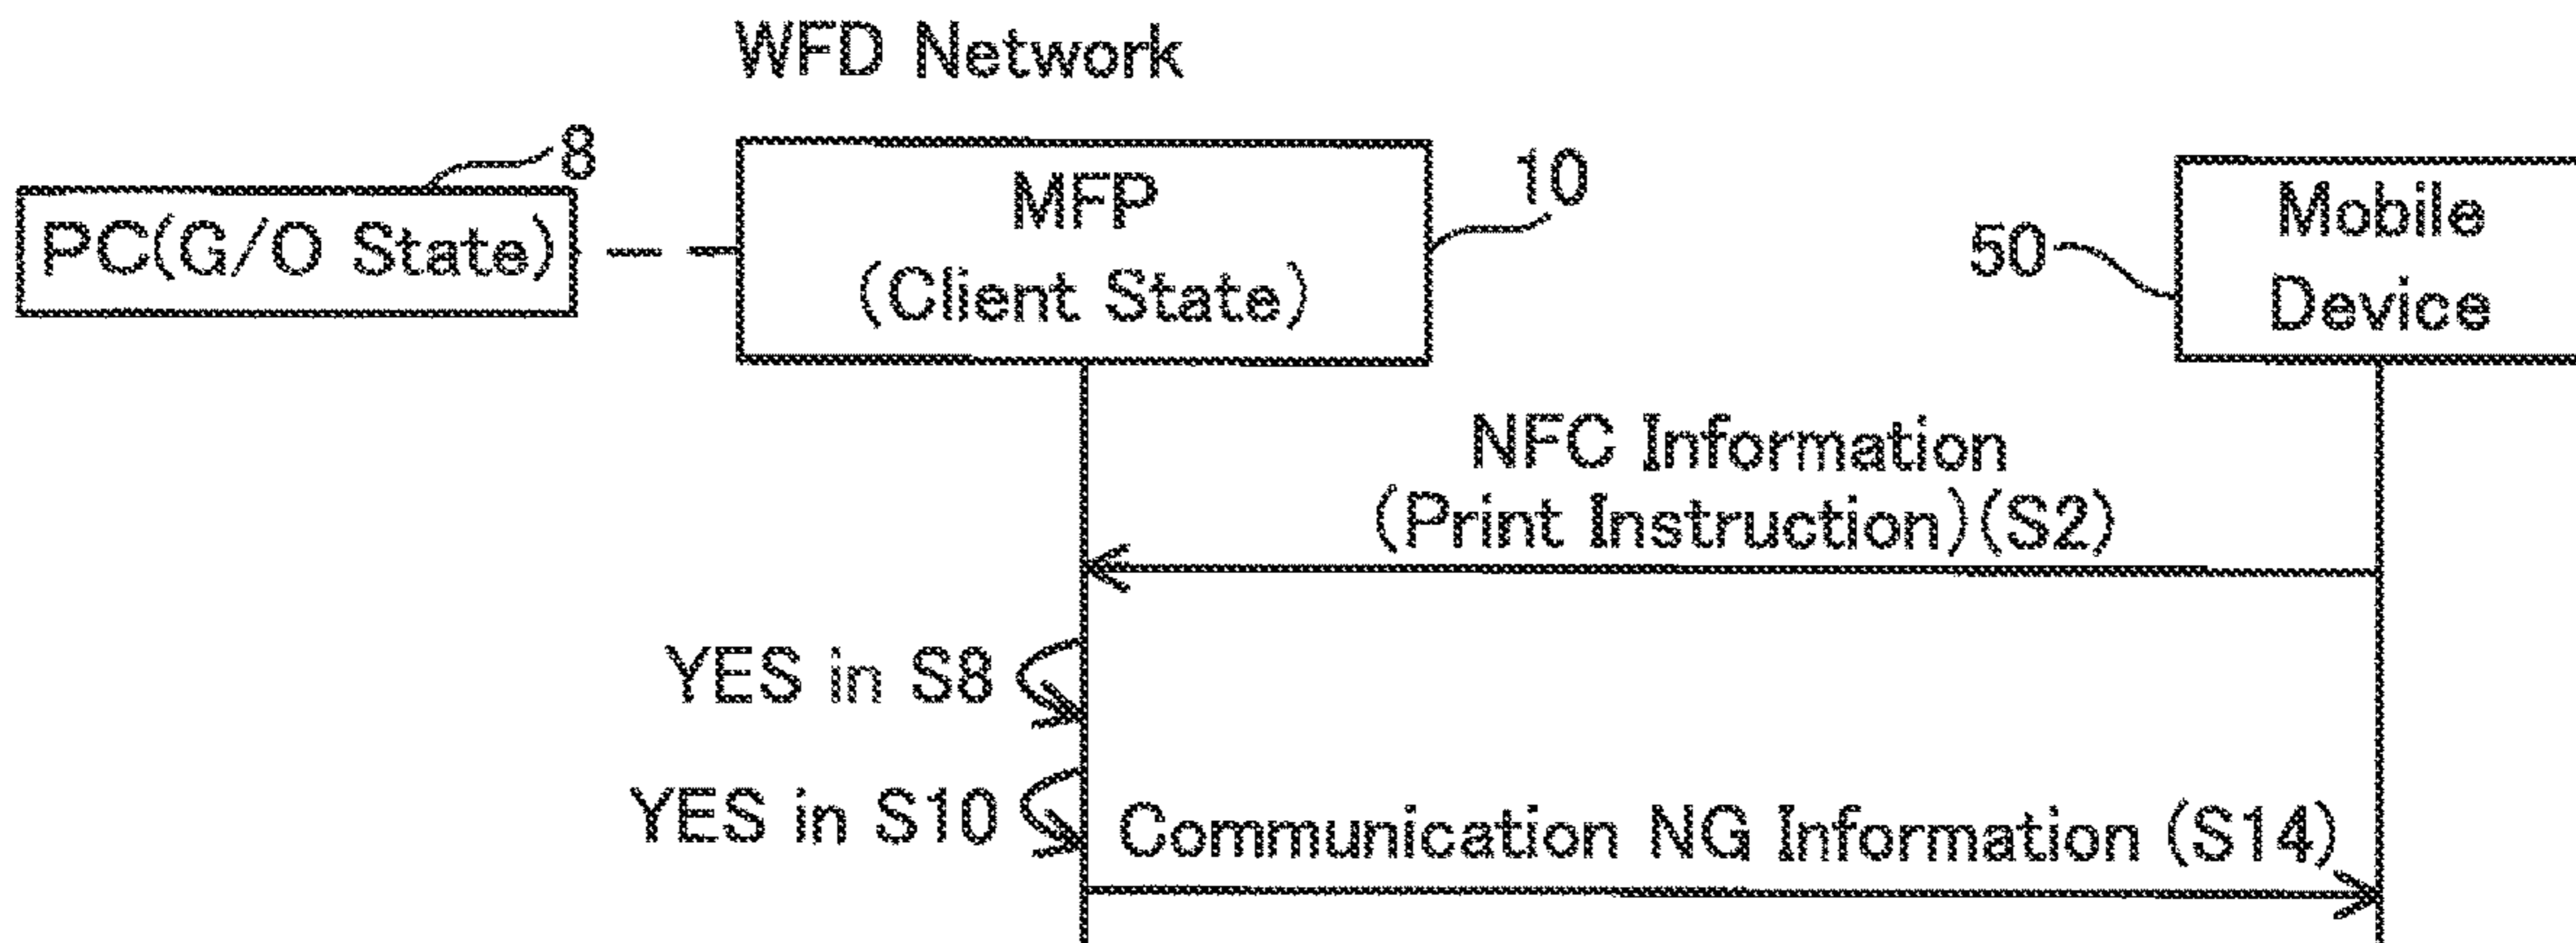 WFD Network
8
PC(G/O State)
MFP
(Client State)
10
50
Mobile
Device
NFC Information
(Print Instruction)(S2)
YES in S8
YES in S10
Communication NG Information (S14)